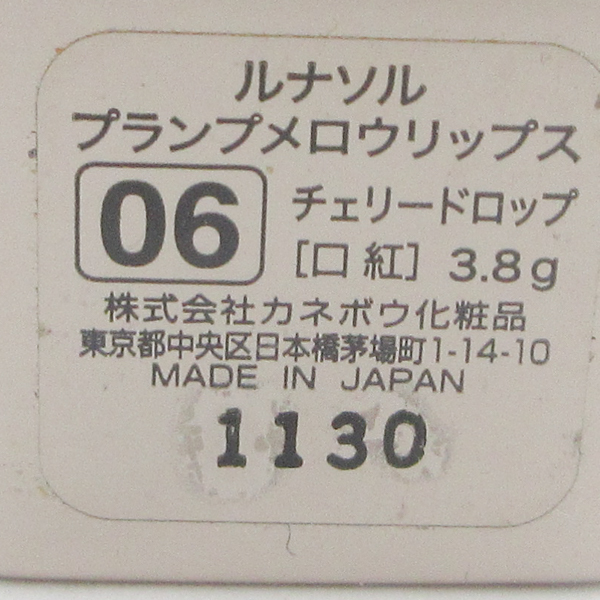 ルナソル
プランプメロウリップス
06 チェリードロップ
[口 紅] 3.8g
株式会社カネボウ化粧品
東京都中央区日本橋茅場町1-14-10
MADE IN JAPAN
1130